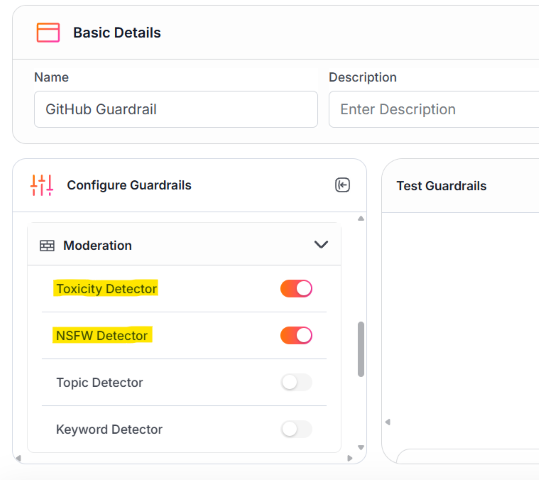 Basic Details
Name
Description
GitHub Guardrail
Enter Description
Configure Guardrails
Test Guardrails
Moderation
Toxicity Detector
NSFW Detector
Topic Detector
Keyword Detector